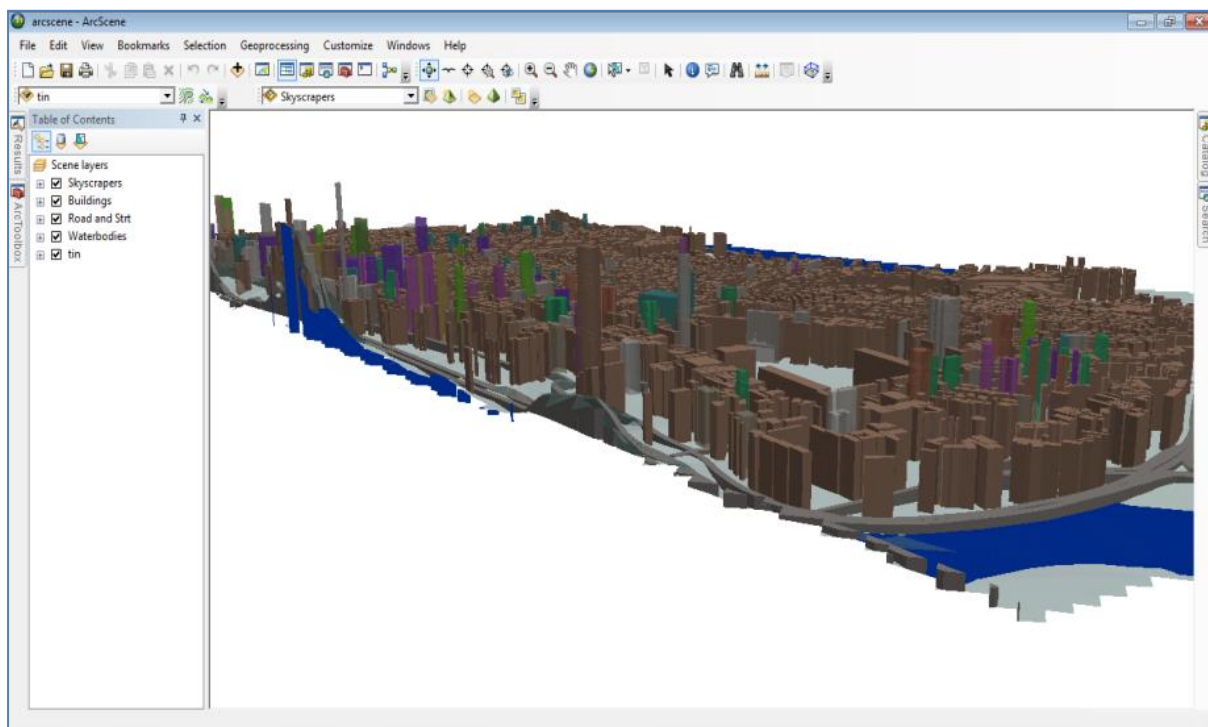 arcscene - ArcScene
File Edit View Bookmarks Selection Geoprocessing Customize Windows Help
tin Skyscrapers
Table of Contents
Results
ArcToolbox
Scene layers
Skyscrapers
Buildings
Road and Strt
Waterbodies
tin
Catalog
Search